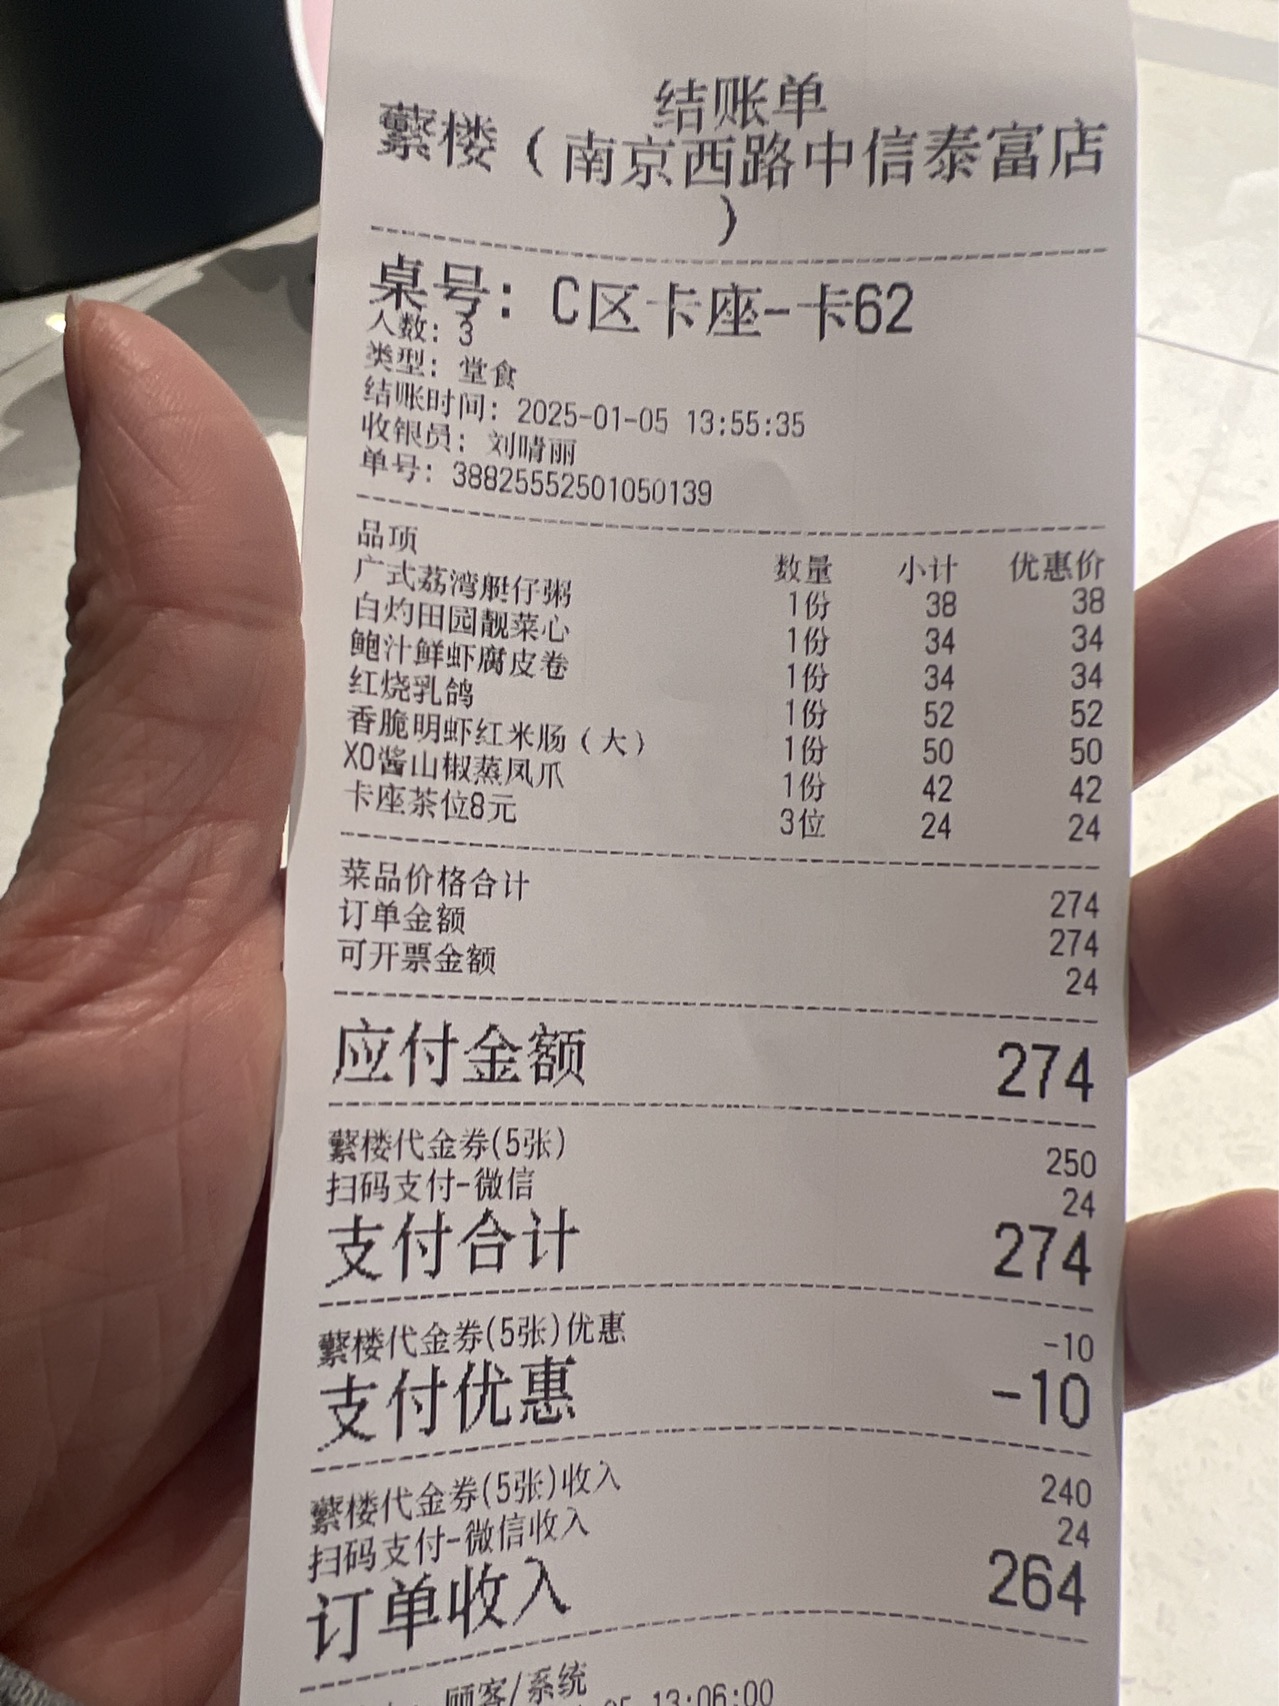 结账单
蘩楼（南京西路中信泰富店
）
桌号：C区卡座-卡62
人数：3
类型：堂食
结账时间：2025-01-05 13:55:35
收银员：刘晴丽
单号：38825552501050139
品项 数量 小计 优惠价
广式荔湾艇仔粥 1份 38 38
白灼田园靓菜心 1份 34 34
鲍汁鲜虾腐皮卷 1份 34 34
红烧乳鸽 1份 52 52
香脆明虾红米肠（大） 1份 50 50
XO酱山椒蒸凤爪 1份 42 42
卡座茶位8元 3位 24 24
菜品价格合计 274
订单金额 274
可开票金额 24
应付金额 274
蘩楼代金券(5张) 250
扫码支付-微信 24
支付合计 274
蘩楼代金券(5张)优惠 -10
支付优惠 -10
蘩楼代金券(5张)收入 240
扫码支付-微信收入 24
订单收入 264
顾客/系统
13:06:00